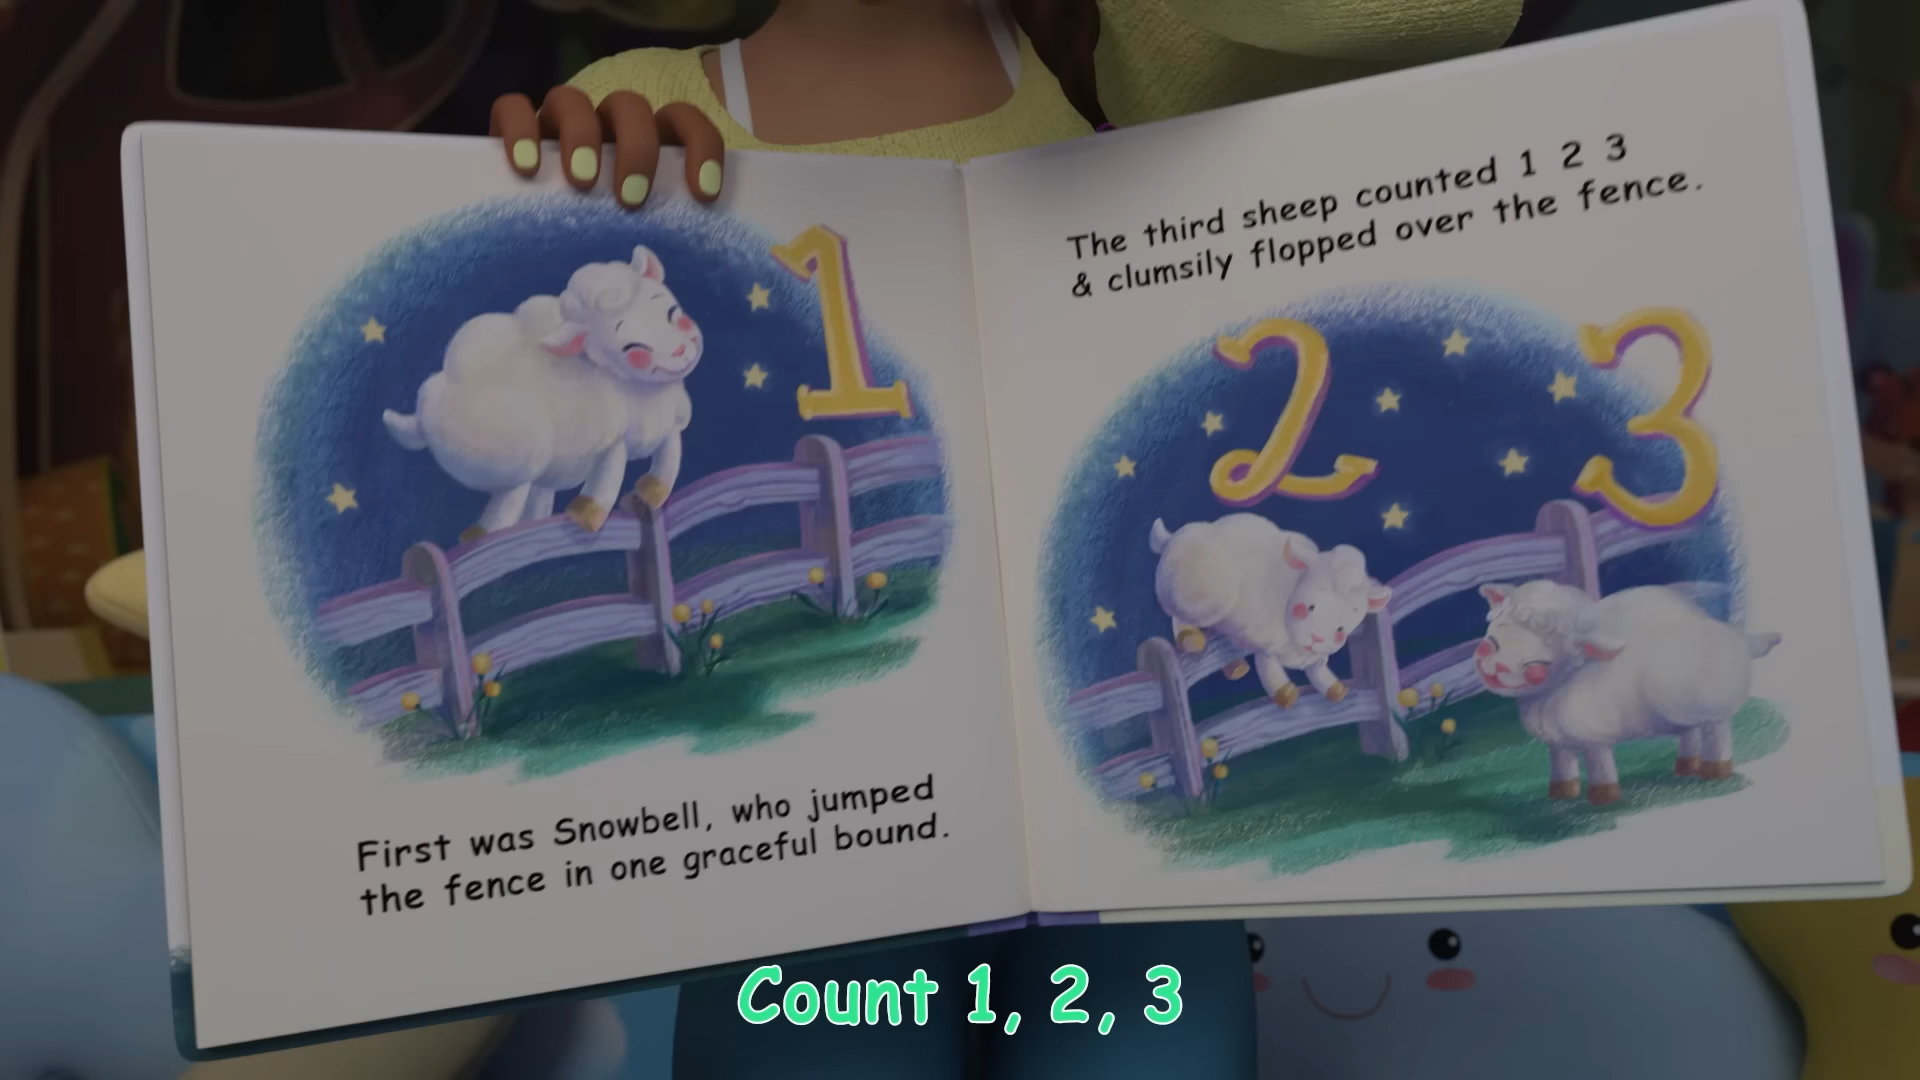 1
First was Snowbell, who jumped
the fence in one graceful bound.
The third sheep counted 1 2 3
& clumsily flopped over the fence.
2 3
Count 1, 2, 3